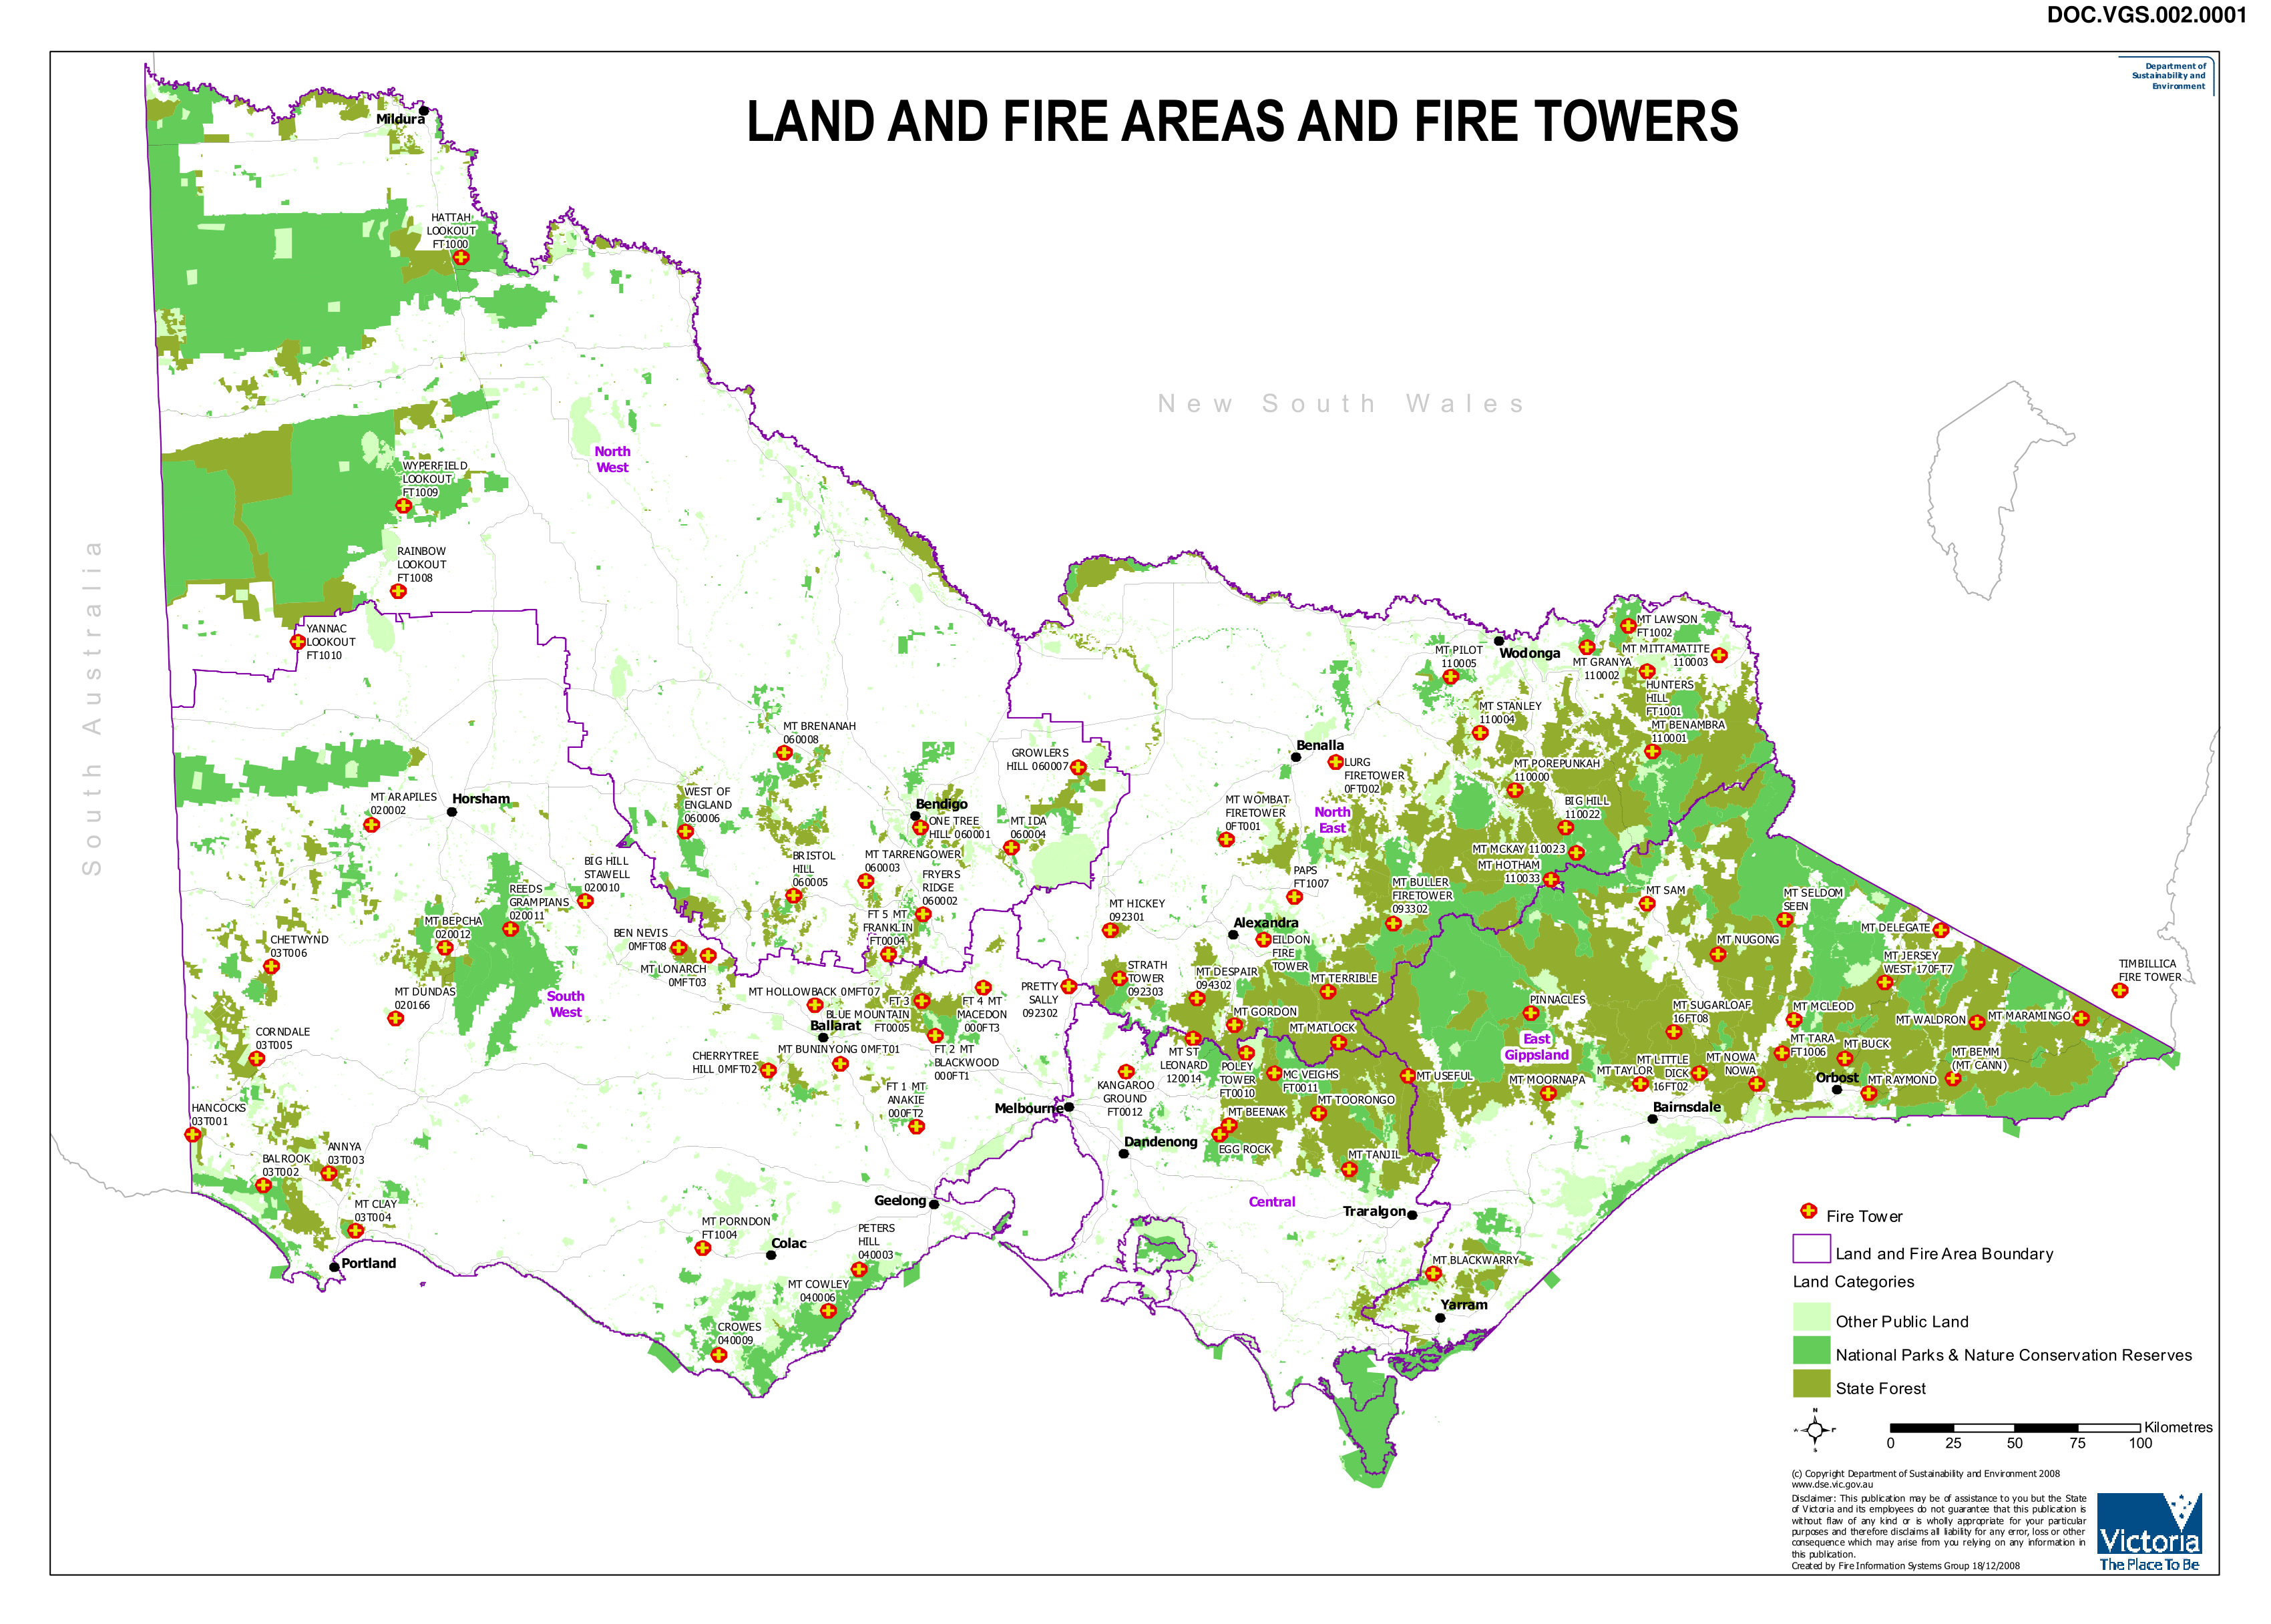 DOC.VGS.002.0001
Department of
Sustainability and
Environment
LAND AND FIRE AREAS AND FIRE TOWERS
Mildura
HATTAH
LOOKOUT
FT1000
New South Wales
South Australia
North
West
WYPERFIELD
LOOKOUT
FT1009
RAINBOW
LOOKOUT
FT1008
YANNAC
LOOKOUT
FT1010
MT LAWSON
FT1002
MT MITTAMATITE
110003
MT GRANYA
110002
Wodonga
MT PILOT
110005
HUNTERS
HILL
FT1001
MT STANLEY
110004
MT BENAMBRA
110001
MT BRENANAH
060008
GROWLERS
HILL 060007
Benalla
LURG
FIRETOWER
0FT002
MT POREPUNKAH
110000
MT ARAPILES
020002
Horsham
WEST OF
ENGLAND
060006
Bendigo
ONE TREE
HILL 060001
MT IDA
060004
MT WOMBAT
FIRETOWER
0FT001
North
East
BIG HILL
110022
MT MCKAY 110023
MT HOTHAM
110033
BIG HILL
STAWELL
020010
BRISTOL
HILL
060005
MT TARRENGOWER
060003
FRYERS
RIDGE
060002
PAPS
FT1007
MT BULLER
FIRETOWER
093302
MT SAM
MT SELDOM
SEEN
REEDS
GRAMPIANS
020011
MT BEPCHA
020012
BEN NEVIS
0MFT08
MT LONARCH
0MFT03
FT 5 MT
FRANKLIN
FT0004
MT HICKEY
092301
Alexandra
EILDON
FIRE
TOWER
MT DELEGATE
MT NUGONG
MT JERSEY
WEST 170FT7
CHETWYND
03T006
TIMBILLICA
FIRE TOWER
MT DUNDAS
020166
South
West
MT HOLLOWBACK 0MFT07
FT 3
BLUE MOUNTAIN
FT0005
FT 4 MT
MACEDON
000FT3
PRETTY
SALLY
092302
STRATH
TOWER
092303
MT DESPAIR
094302
MT TERRIBLE
PINNACLES
MT SUGARLOAF
16FT08
MT MCLEOD
MT WALDRON
MT MARAMINGO
CORNDALE
03T005
Ballarat
MT BUNINYONG 0MFT01
CHERRYTREE
HILL 0MFT02
FT 2 MT
BLACKWOOD
000FT1
MT GORDON
MT MATLOCK
East
Gippsland
MT TARA
FT1006
MT BUCK
MT BEMM
(MT CANN)
MT ST
LEONARD
120014
POLEY
TOWER
FT0010
MC VEIGHS
FT0011
MT USEFUL
MT MOORNAPA
MT TAYLOR
MT LITTLE
DICK
16FT02
MT NOWA
NOWA
Orbost
MT RAYMOND
HANCOCKS
03T001
FT 1 MT
ANAKIE
000FT2
Melbourne
KANGAROO
GROUND
FT0012
MT BEENAK
MT TOORONGO
Bairnsdale
ANNYA
03T003
BALROOK
03T002
Dandenong
EGG ROCK
MT TANJIL
MT CLAY
03T004
Geelong
Central
Traralgon
Portland
MT PORNDON
FT1004
Colac
PETERS
HILL
040003
MT COWLEY
040006
CROWES
040009
MT BLACKWARRY
Yarram
Fire Tower
Land and Fire Area Boundary
Land Categories
Other Public Land
National Parks & Nature Conservation Reserves
State Forest
N
S
Kilometres
0 25 50 75 100
(c) Copyright Department of Sustainability and Environment 2008
www.dse.vic.gov.au
Disclaimer: This publication may be of assistance to you but the State
of Victoria and its employees do not guarantee that this publication is
without flaw of any kind or is wholly appropriate for your particular
purposes and therefore disclaims all liability for any error, loss or other
consequence which may arise from you relying on any information in
this publication.
Created by Fire Information Systems Group 18/12/2008
Victoria
The Place To Be